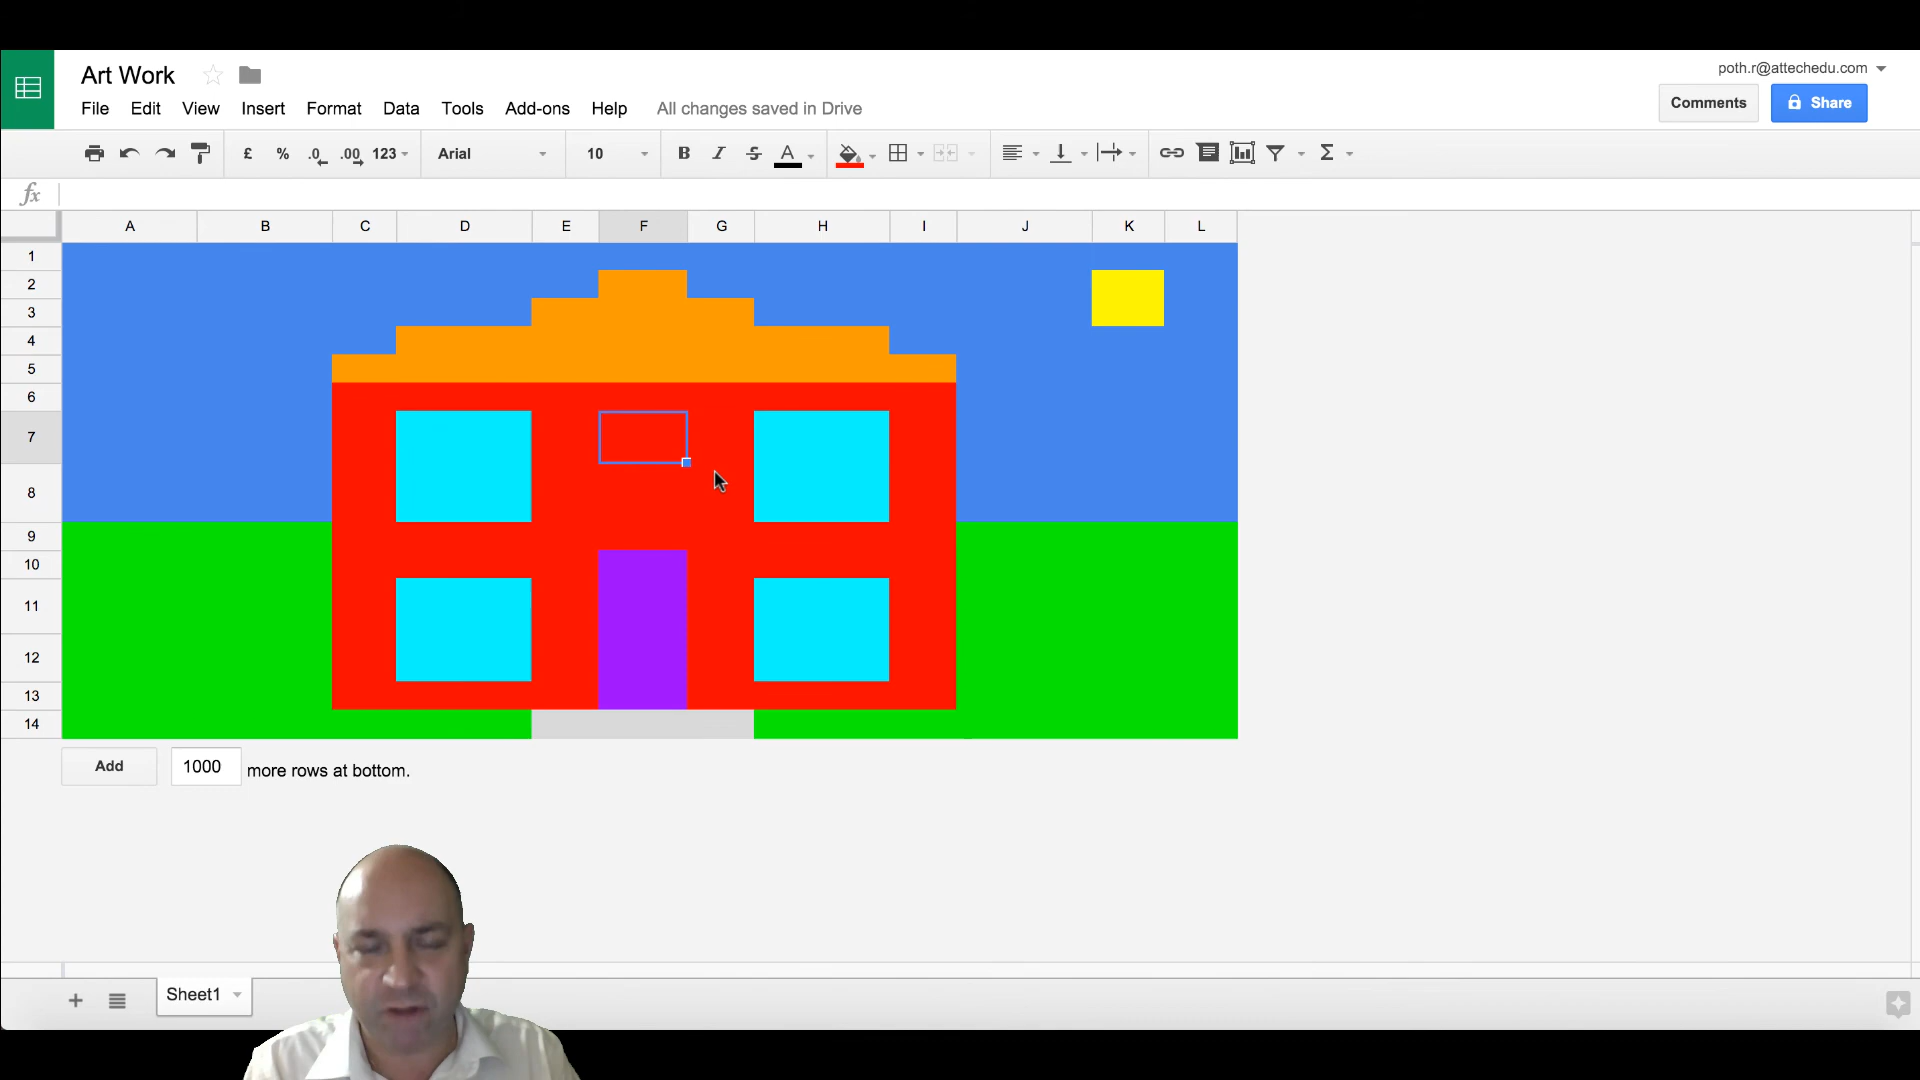 Art Work
poth.r@attechedu.com
File Edit View Insert Format Data Tools Add-ons Help All changes saved in Drive
Comments Share
£ % .0 .00 123 Arial 10 B I S A Σ
fx
A B C D E F G H I J K L
1
2
3
4
5
6
7
8
9
10
11
12
13
14
Add 1000 more rows at bottom.
Sheet1